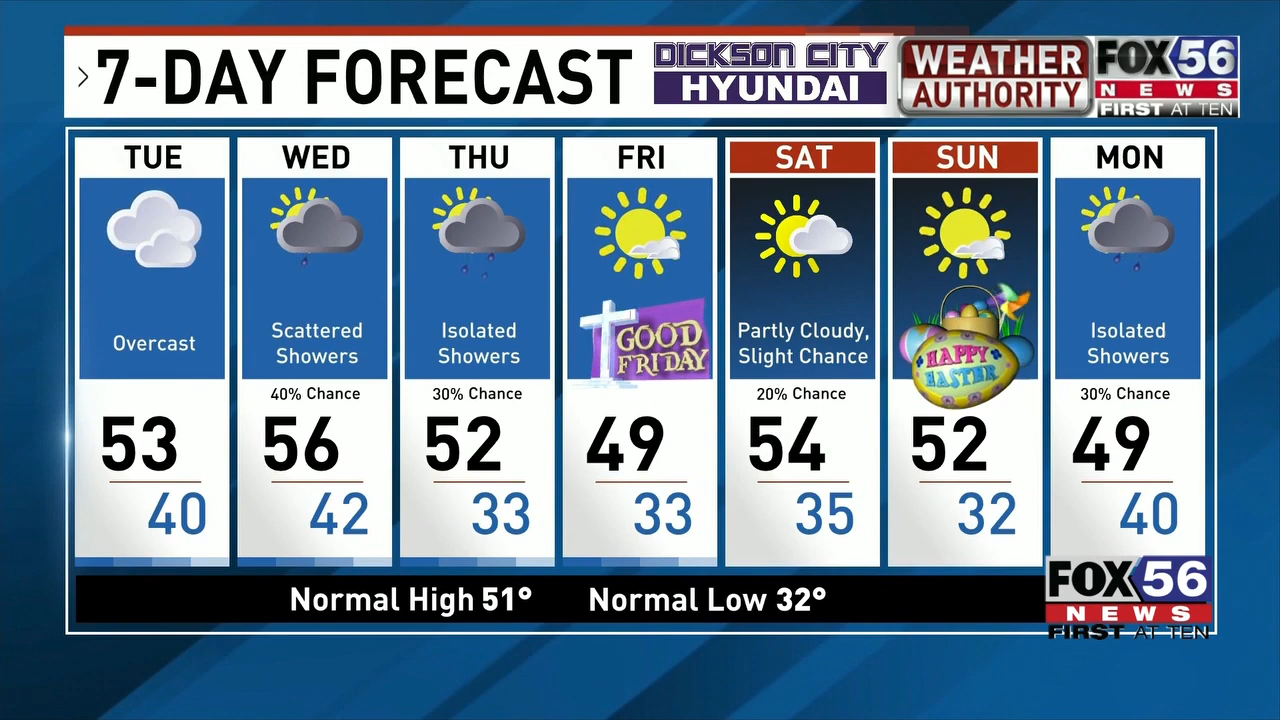 7-DAY FORECAST
DICKSON CITY
HYUNDAI
WEATHER
AUTHORITY
FOX 56
NEWS
FIRST AT TEN
TUE
Overcast
53
40
WED
Scattered
Showers
40% Chance
56
42
THU
Isolated
Showers
30% Chance
52
33
FRI
GOOD
FRIDAY
49
33
SAT
Partly Cloudy,
Slight Chance
20% Chance
54
35
SUN
HAPPY
EASTER
52
32
MON
Isolated
Showers
30% Chance
49
40
Normal High 51° Normal Low 32°
FOX 56
NEWS
FIRST AT TEN